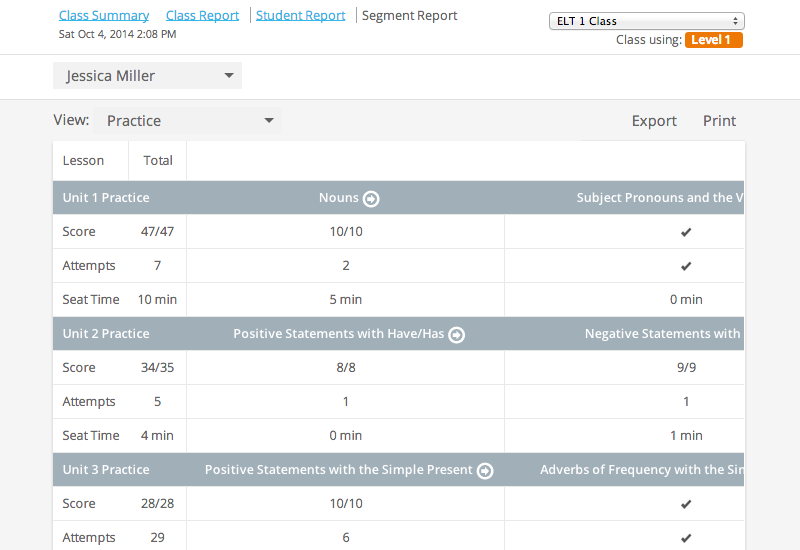 Class Summary Class Report Student Report Segment Report
ELT 1 Class
Sat Oct 4, 2014 2:08 PM
Class using: Level 1
Jessica Miller
View: Practice Export Print
Lesson Total
Unit 1 Practice Nouns Subject Pronouns and the V
Score 47/47 10/10 ✔
Attempts 7 2 ✔
Seat Time 10 min 5 min 0 min
Unit 2 Practice Positive Statements with Have/Has Negative Statements with
Score 34/35 8/8 9/9
Attempts 5 1 1
Seat Time 4 min 0 min 1 min
Unit 3 Practice Positive Statements with the Simple Present Adverbs of Frequency with the Sim
Score 28/28 10/10 ✔
Attempts 29 6 ✔